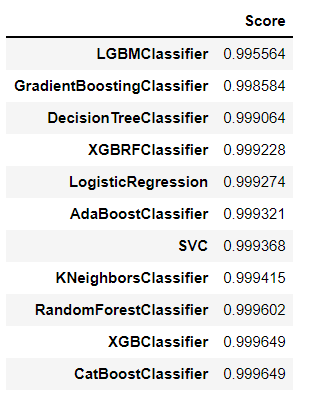 Score
LGBMClassifier 0.995564
GradientBoostingClassifier 0.998584
DecisionTreeClassifier 0.999064
XGBRFClassifier 0.999228
LogisticRegression 0.999274
AdaBoostClassifier 0.999321
SVC 0.999368
KNeighborsClassifier 0.999415
RandomForestClassifier 0.999602
XGBClassifier 0.999649
CatBoostClassifier 0.999649